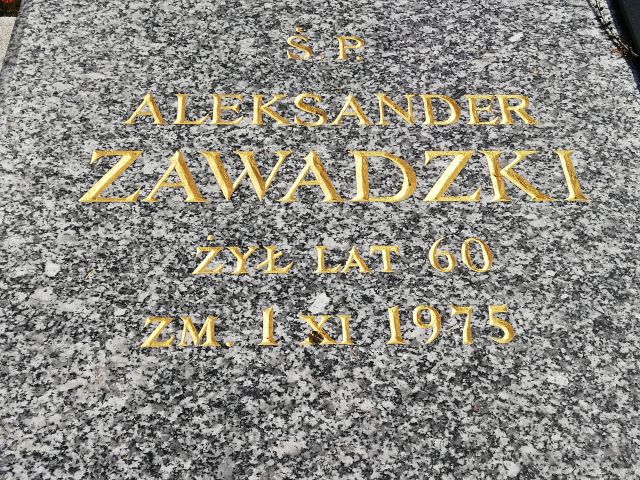 Ś.P.
ALEKSANDER
ZAWADZKI
ŻYŁ LAT 60
ZM. 1 XI 1975